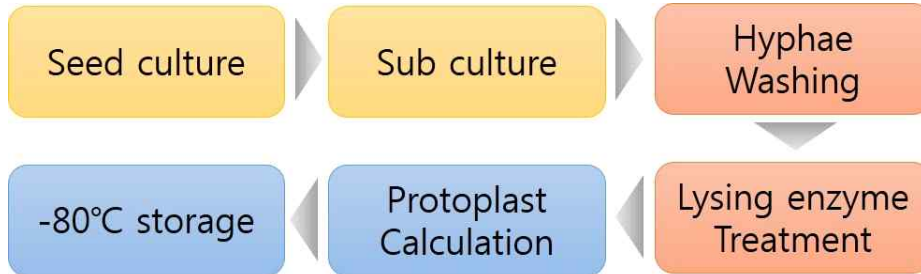 Seed culture
Sub culture
Hyphae
Washing
Lysing enzyme
Treatment
Protoplast
Calculation
-80℃ storage